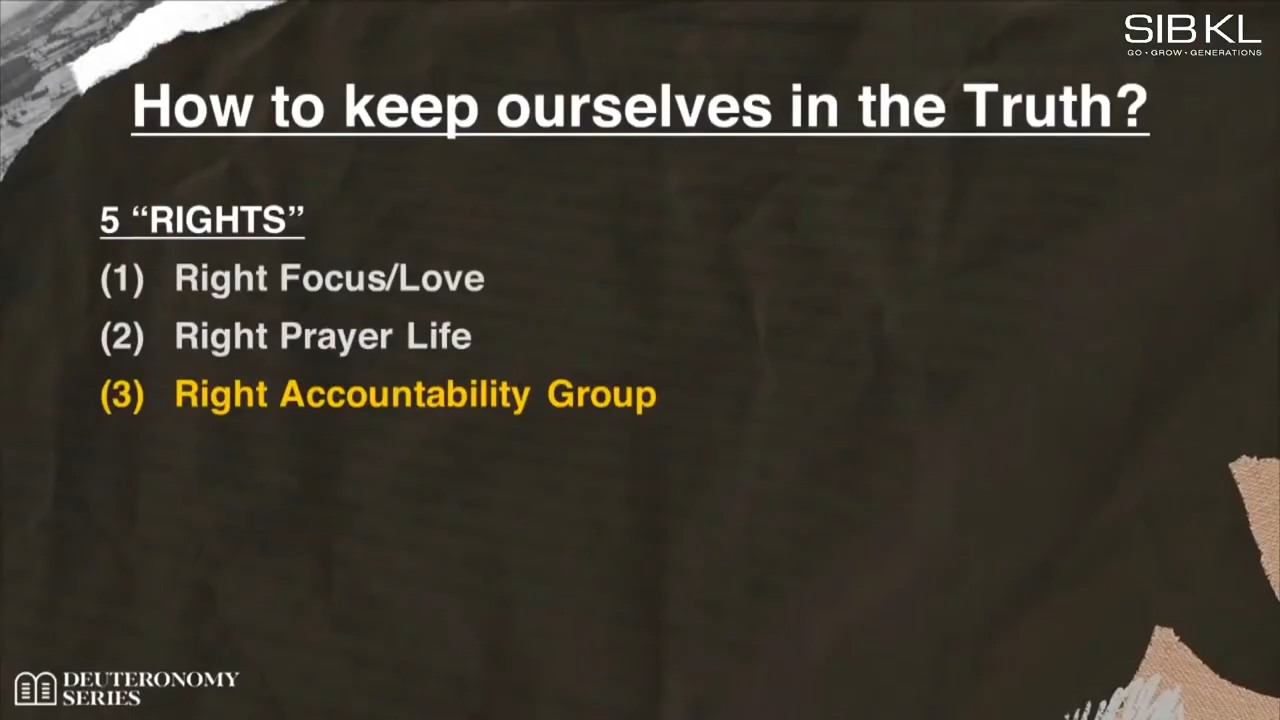 SIBKL
GO • GROW • GENERATIONS
How to keep ourselves in the Truth?
5 “RIGHTS”
(1) Right Focus/Love
(2) Right Prayer Life
(3) Right Accountability Group
DEUTERONOMY
SERIES